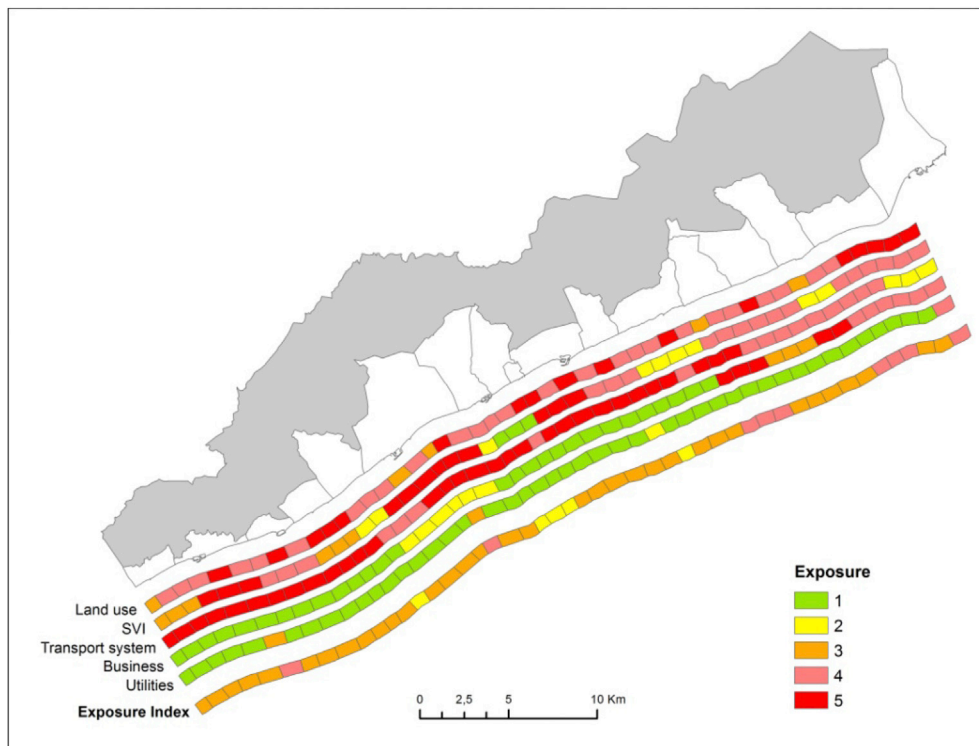 Land use
SVI
Transport system
Business
Utilities
Exposure Index
0 2,5 5 10 Km
Exposure
1
2
3
4
5